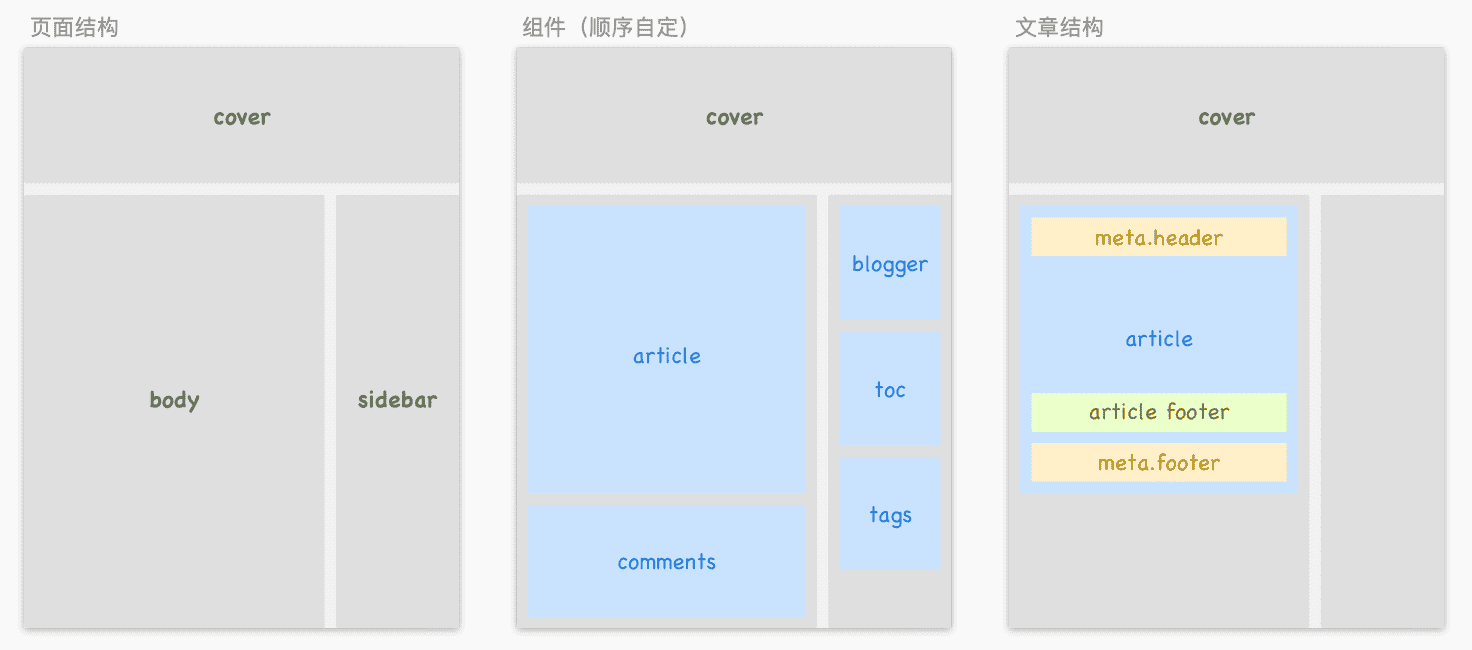 页面结构
cover
body
sidebar
组件（顺序自定）
cover
article
comments
blogger
toc
tags
文章结构
cover
meta.header
article
article footer
meta.footer